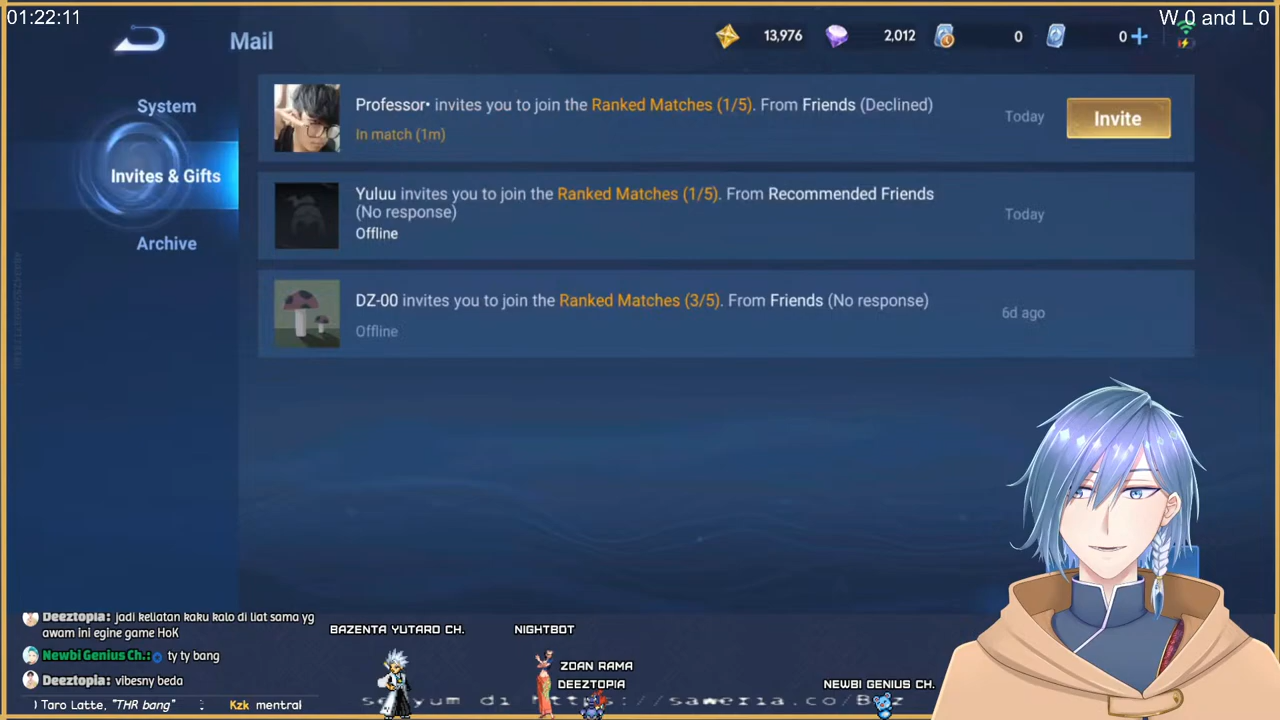 01:22:11
W 0 and L 0
Mail
13,976
2,012
0
0
System
Invites & Gifts
Archive
Professor• invites you to join the Ranked Matches (1/5). From Friends (Declined)
In match (1m)
Today
Invite
Yuluu invites you to join the Ranked Matches (1/5). From Recommended Friends
(No response)
Offline
Today
DZ-00 invites you to join the Ranked Matches (3/5). From Friends (No response)
Offline
6d ago
Deeztopia: jadi keliatan kaku kalo di liat sama yg
awam ini egine game HoK
Newbi Genius Ch.: ty ty bang
Deeztopia: vibesny beda
) Taro Latte, "THR bang" : Kzk mentral
BAZENTA YUTARO CH.
NIGHTBOT
ZOAN RAMA
DEEZTOPIA
NEWBI GENIUS CH.